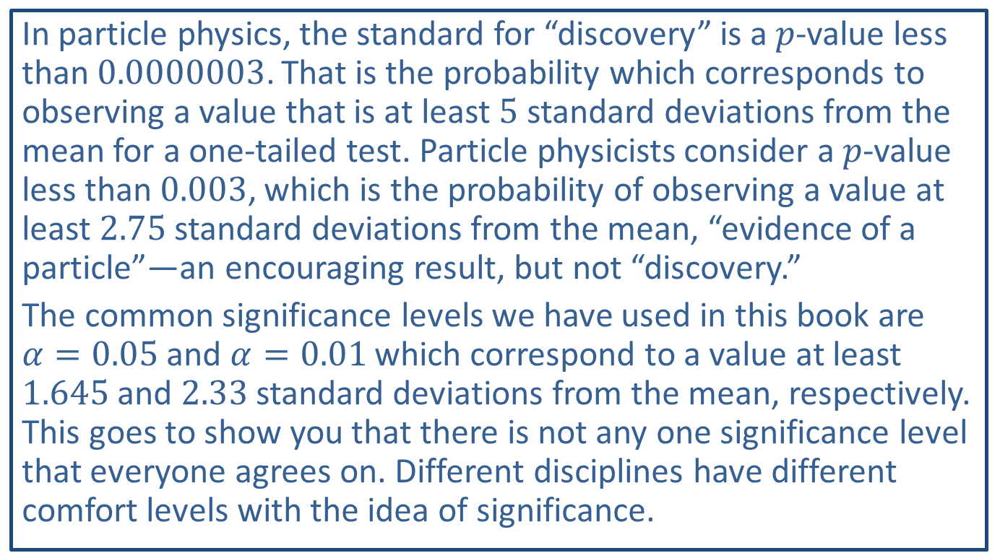 In particle physics, the standard for “discovery” is a p-value less
than 0.0000003. That is the probability which corresponds to
observing a value that is at least 5 standard deviations from the
mean for a one-tailed test. Particle physicists consider a p-value
less than 0.003, which is the probability of observing a value at
least 2.75 standard deviations from the mean, “evidence of a
particle”—an encouraging result, but not “discovery.”
The common significance levels we have used in this book are
α = 0.05 and α = 0.01 which correspond to a value at least
1.645 and 2.33 standard deviations from the mean, respectively.
This goes to show you that there is not any one significance level
that everyone agrees on. Different disciplines have different
comfort levels with the idea of significance.